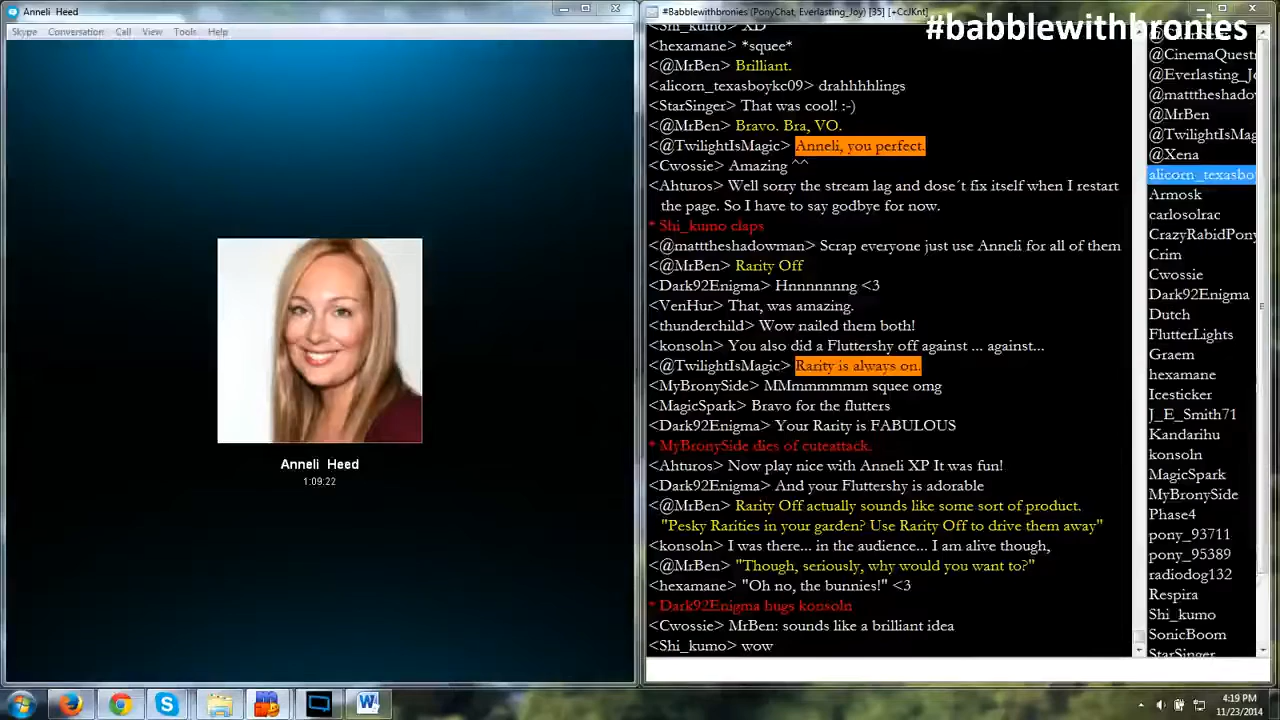 Anneli Heed
Skype Conversation Call View Tools Help
Anneli Heed
1:09:22
#Babblewithbronies (PonyChat, Everlasting_Joy) [35] [+CcJKnt]
#babblewithbronies
<Shi_kumo> XD
<hexamane> *squee*
<@MrBen> Brilliant.
<alicorn_texasboykc09> drahhhhlings
<StarSinger> That was cool! :-)
<@MrBen> Bravo. Bra, VO.
<@TwilightIsMagic> Anneli, you perfect.
<Cwossie> Amazing ^^
<Ahturos> Well sorry the stream lag and dose´t fix itself when I restart
the page. So I have to say godbye for now.
* Shi_kumo claps
<@matttheshadowman> Scrap everyone just use Anneli for all of them
<@MrBen> Rarity Off
<Dark92Enigma> Hnnnnnnng <3
<VenHur> That, was amazing.
<thunderchild> Wow nailed them both!
<konsoln> You also did a Fluttershy off against ... against...
<@TwilightIsMagic> Rarity is always on.
<MyBronySide> MMmmmmmm squee omg
<MagicSpark> Bravo for the flutters
<Dark92Enigma> Your Rarity is FABULOUS
* MyBronySide dies of cuteattack.
<Ahturos> Now play nice with Anneli XP It was fun!
<Dark92Enigma> And your Fluttershy is adorable
<@MrBen> Rarity Off actually sounds like some sort of product.
"Pesky Rarities in your garden? Use Rarity Off to drive them away"
<konsoln> I was there... in the audience... I am alive though,
<@MrBen> "Though, seriously, why would you want to?"
<hexamane> "Oh no, the bunnies!" <3
* Dark92Enigma hugs konsoln
<Cwossie> MrBen: sounds like a brilliant idea
<Shi_kumo> wow
@CinemaQuest
@Everlasting_Jo
@matttheshadow
@MrBen
@TwilightIsMag
@Xena
alicorn_texasbo
Armosk
carlosolrac
CrazyRabidPony
Crim
Cwossie
Dark92Enigma
Dutch
FlutterLights
Graem
hexamane
Icesticker
J_E_Smith71
Kandarihu
konsoln
MagicSpark
MyBronySide
Phase4
pony_93711
pony_95389
radiodog132
Respira
Shi_kumo
SonicBoom
StarSinger
4:19 PM
11/23/2014